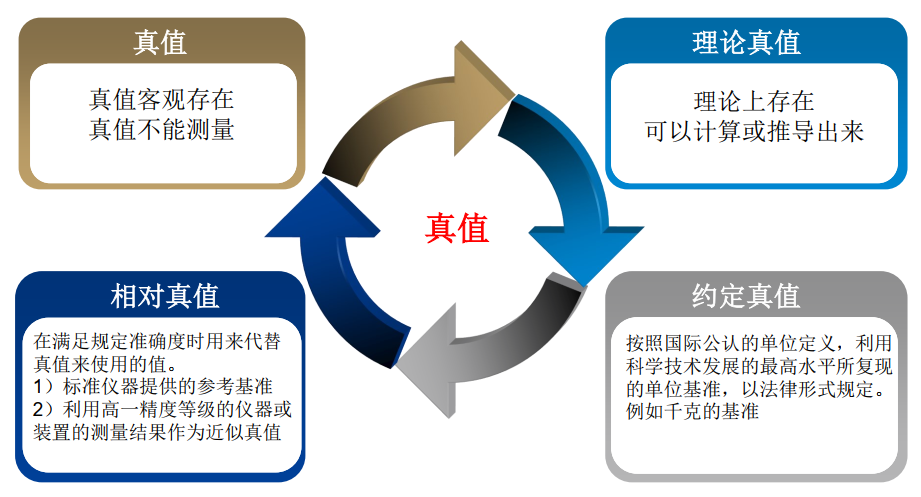 真值
真值客观存在
真值不能测量
理论真值
理论上存在
可以计算或推导出来
真值
相对真值
在满足规定准确度时用来代替
真值来使用的值。
1）标准仪器提供的参考基准
2）利用高一精度等级的仪器或
装置的测量结果作为近似真值
约定真值
按照国际公认的单位定义，利用
科学技术发展的最高水平所复现
的单位基准，以法律形式规定。
例如千克的基准